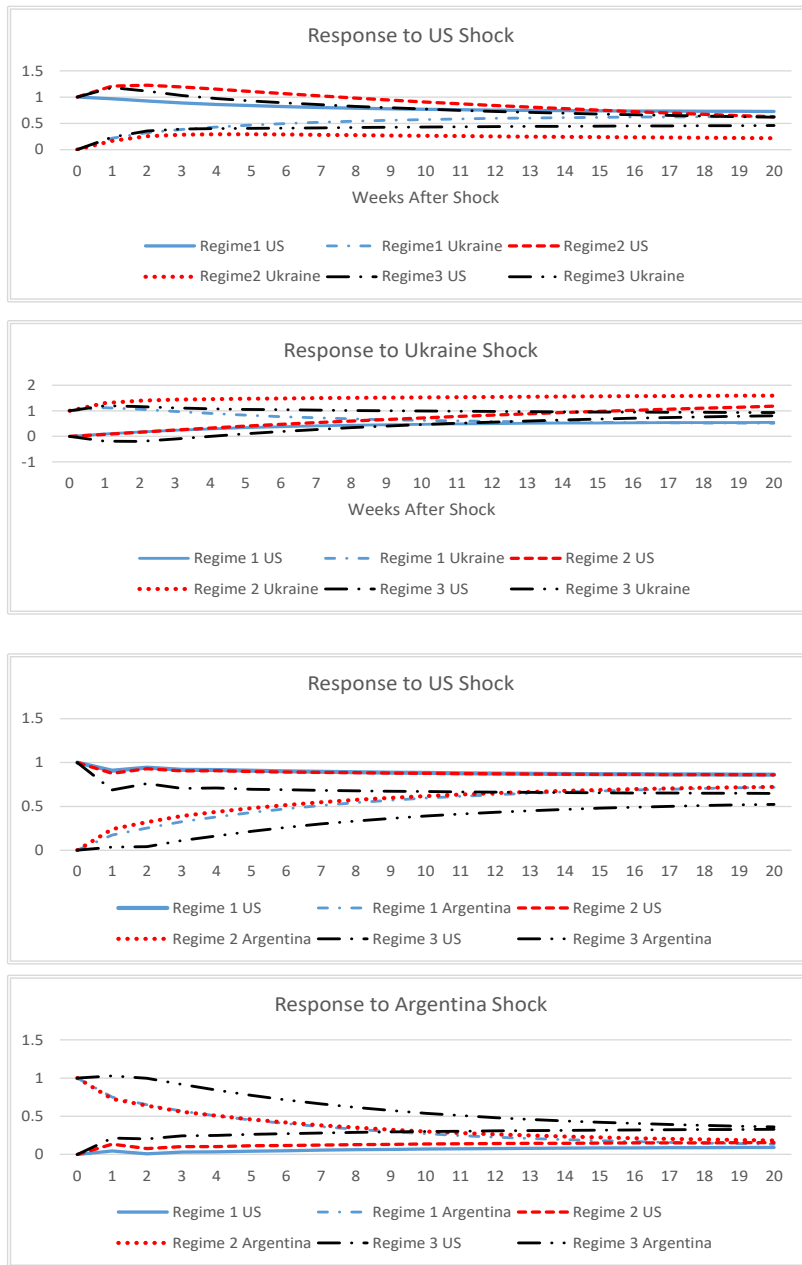 Response to US Shock
1.5
1
0.5
0
0 1 2 3 4 5 6 7 8 9 10 11 12 13 14 15 16 17 18 19 20
Weeks After Shock
Regime1 US Regime1 Ukraine Regime2 US
Regime2 Ukraine Regime3 US Regime3 Ukraine
Response to Ukraine Shock
2
1
0
-1
0 1 2 3 4 5 6 7 8 9 10 11 12 13 14 15 16 17 18 19 20
Weeks After Shock
Regime 1 US Regime 1 Ukraine Regime 2 US
Regime 2 Ukraine Regime 3 US Regime 3 Ukraine
Response to US Shock
1.5
1
0.5
0
0 1 2 3 4 5 6 7 8 9 10 11 12 13 14 15 16 17 18 19 20
Regime 1 US Regime 1 Argentina Regime 2 US
Regime 2 Argentina Regime 3 US Regime 3 Argentina
Response to Argentina Shock
1.5
1
0.5
0
0 1 2 3 4 5 6 7 8 9 10 11 12 13 14 15 16 17 18 19 20
Regime 1 US Regime 1 Argentina Regime 2 US
Regime 2 Argentina Regime 3 US Regime 3 Argentina